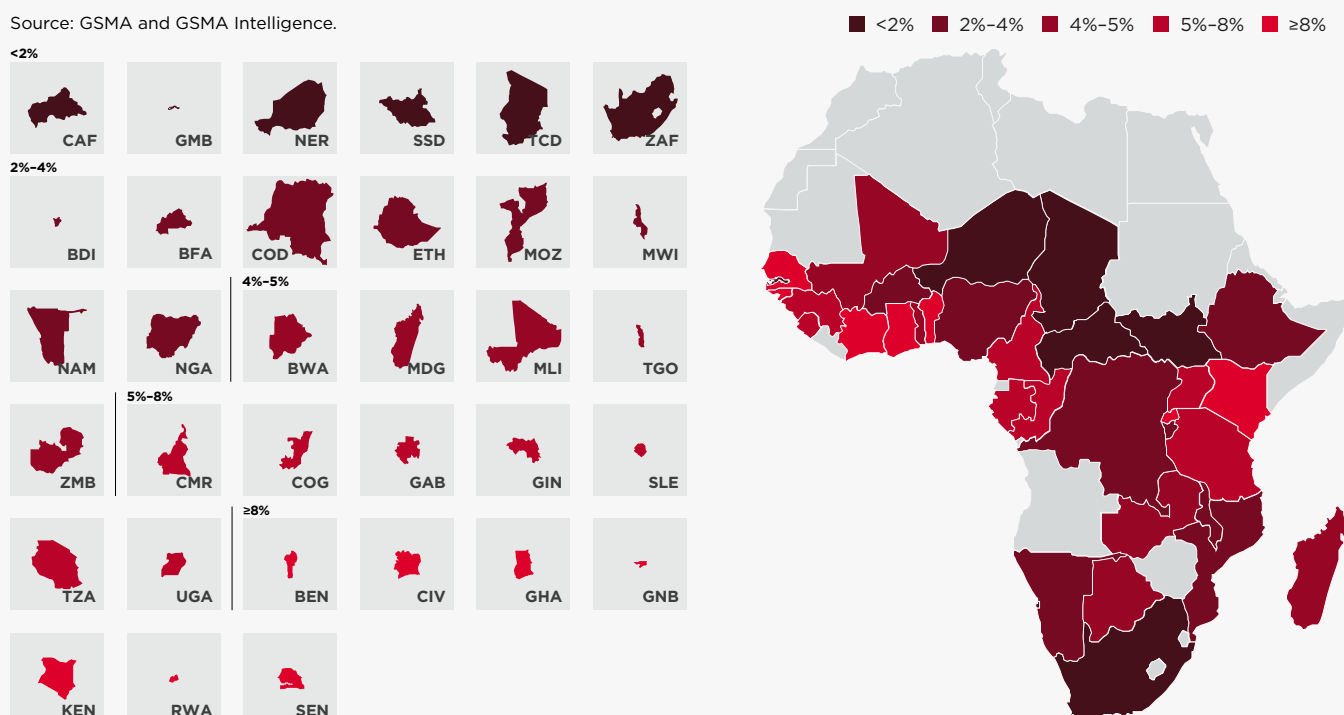 Source: GSMA and GSMA Intelligence.
<2% 2%–4% 4%–5% 5%–8% ≥8%
<2%
CAF GMB NER SSD TCD ZAF
2%–4%
BDI BFA COD ETH MOZ MWI
4%–5%
NAM NGA BWA MDG MLI TGO
5%–8%
ZMB CMR COG GAB GIN SLE
≥8%
TZA UGA BEN CIV GHA GNB
KEN RWA SEN